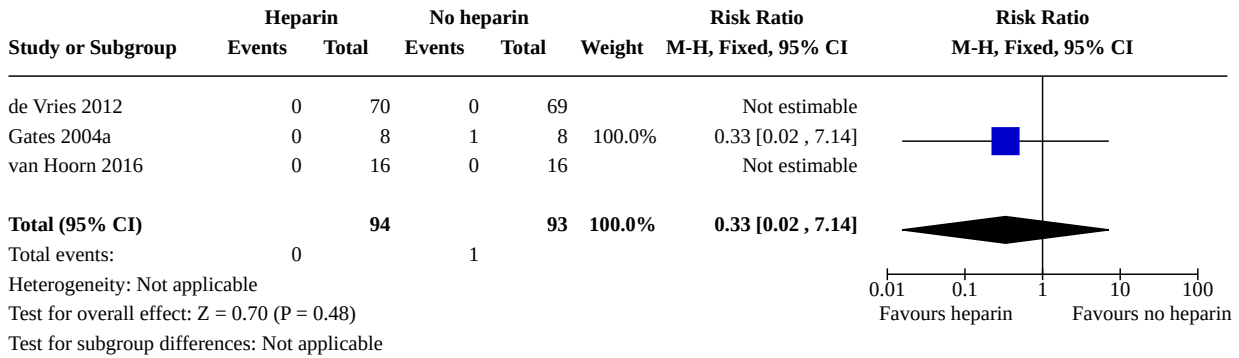 Heparin No heparin Risk Ratio Risk Ratio
Study or Subgroup Events Total Events Total Weight M-H, Fixed, 95% CI M-H, Fixed, 95% CI
de Vries 2012 0 70 0 69 Not estimable
Gates 2004a 0 8 1 8 100.0% 0.33 [0.02 , 7.14]
van Hoorn 2016 0 16 0 16 Not estimable
Total (95% CI) 94 93 100.0% 0.33 [0.02 , 7.14]
Total events: 0 1
Heterogeneity: Not applicable 0.01 0.1 1 10 100
Test for overall effect: Z = 0.70 (P = 0.48) Favours heparin Favours no heparin
Test for subgroup differences: Not applicable